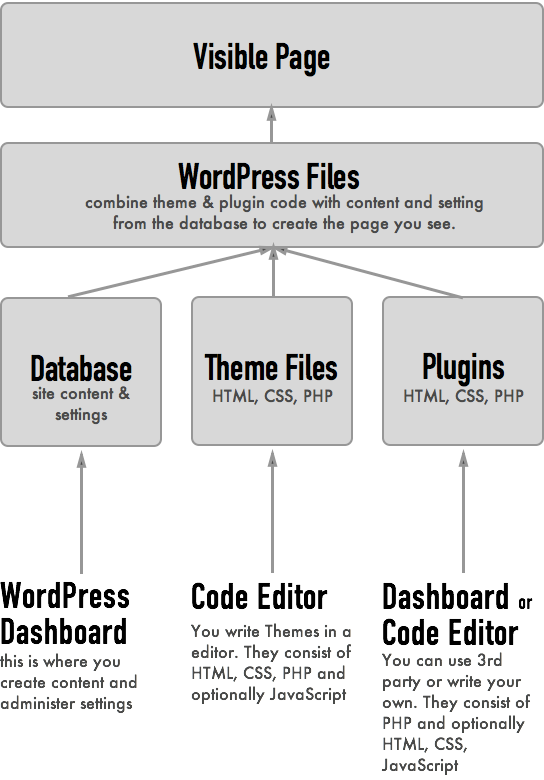 Visible Page
WordPress Files
combine theme & plugin code with content and setting
from the database to create the page you see.
Database
site content &
settings
Theme Files
HTML, CSS, PHP
Plugins
HTML, CSS, PHP
WordPress
Dashboard
this is where you
create content and
administer settings
Code Editor
You write Themes in a
editor. They consist of
HTML, CSS, PHP and
optionally JavaScript
Dashboard or
Code Editor
You can use 3rd
party or write your
own. They consist of
PHP and optionally
HTML, CSS,
JavaScript